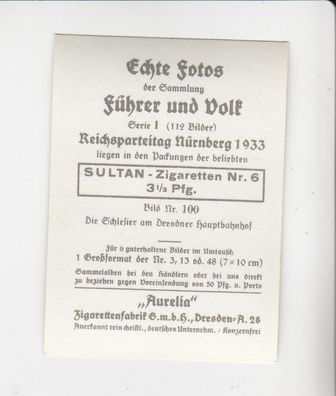 Echte Fotos
der Sammlung
Führer und Volk
Serie I (112 Bilder)
Reichsparteitag Nürnberg 1933
liegen in den Packungen der beliebten
SULTAN - Zigaretten Nr. 6
3⅓ Pfg.
Bild Nr. 100
Die Schlesier am Dresdner Hauptbahnhof
Für 6 guterhaltene Bilder im Umtausch
1 Großformat der Nr. 3, 13 od. 48 (7×10 cm)
Sammelalben bei den Händlern oder bei uns direkt
zu beziehen gegen Voreinsendung von 50 Pfg. u. Porto
„Aurelia"
Zigarettenfabrik G.m.b.H., Dresden-A. 28
Anerkannt rein christl., deutsches Unternehm. / Konzernfrei